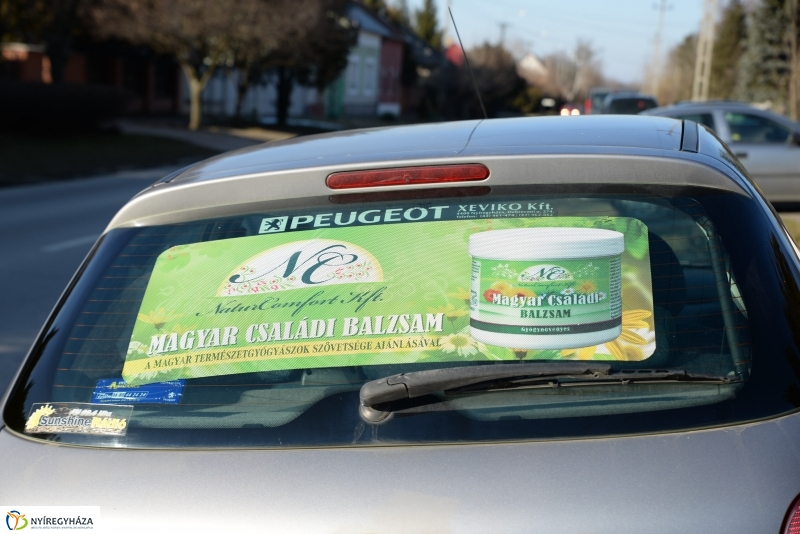 PEUGEOT XEVIKO Kft.
NC
NaturComfort Kft.
MAGYAR CSALÁDI BALZSAM
A MAGYAR TERMÉSZETGYÓGYÁSZOK SZÖVETSÉGE AJÁNLÁSÁVAL
NC
Magyar Családi
BALZSAM
Sunshine
NYÍREGYHÁZA